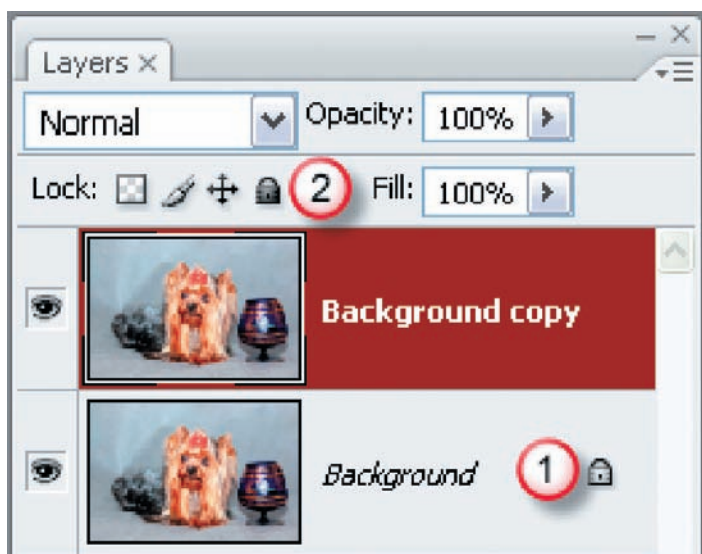 Layers
Normal Opacity: 100%
Lock: 2 Fill: 100%
Background copy
Background 1